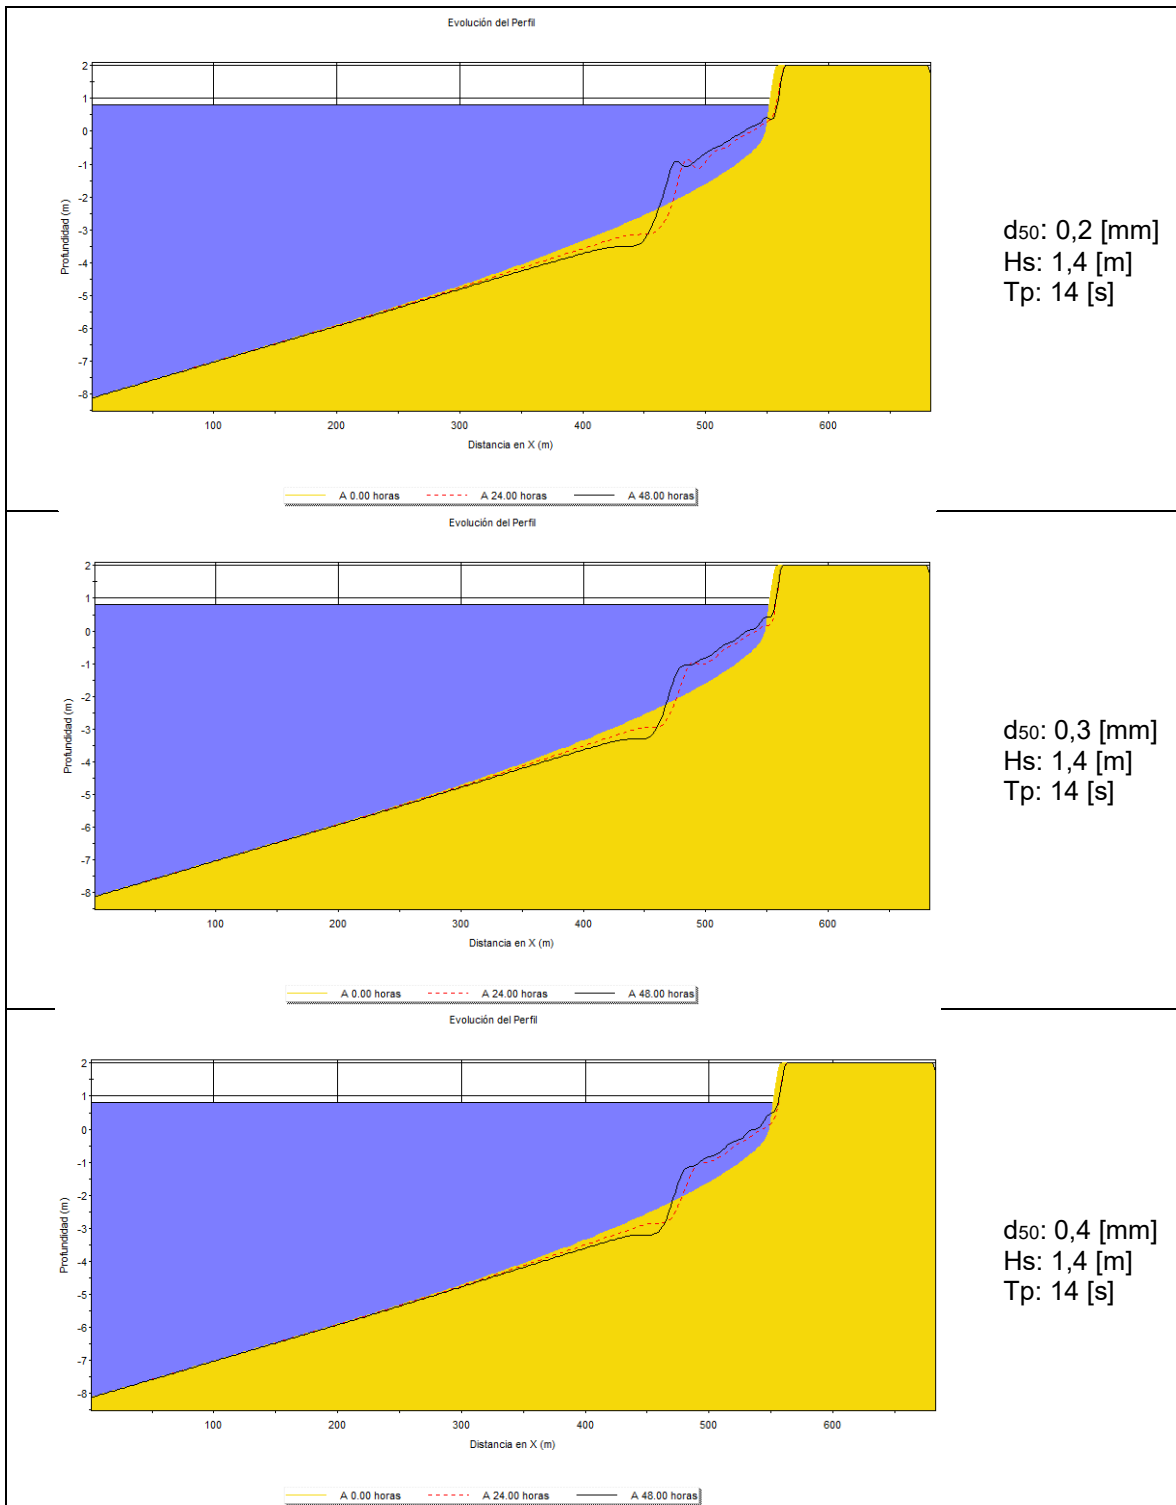 Evolución del Perfil
2
1
0
-1
-2
-3
-4
-5
-6
-7
-8
Profundidad (m)
100 200 300 400 500 600
Distancia en X (m)
A 0.00 horas A 24.00 horas A 48.00 horas
d50: 0,2 [mm]
Hs: 1,4 [m]
Tp: 14 [s]
Evolución del Perfil
2
1
0
-1
-2
-3
-4
-5
-6
-7
-8
Profundidad (m)
100 200 300 400 500 600
Distancia en X (m)
A 0.00 horas A 24.00 horas A 48.00 horas
d50: 0,3 [mm]
Hs: 1,4 [m]
Tp: 14 [s]
Evolución del Perfil
2
1
0
-1
-2
-3
-4
-5
-6
-7
-8
Profundidad (m)
100 200 300 400 500 600
Distancia en X (m)
A 0.00 horas A 24.00 horas A 48.00 horas
d50: 0,4 [mm]
Hs: 1,4 [m]
Tp: 14 [s]